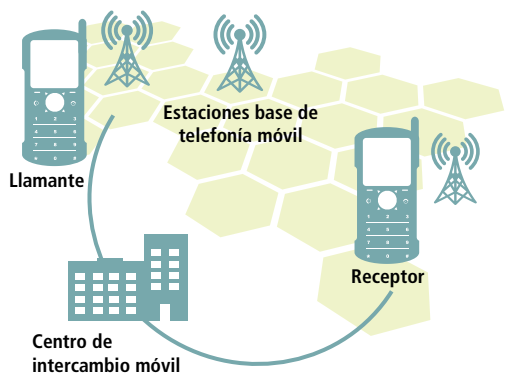 Estaciones base de
telefonía móvil
Llamante
Receptor
Centro de
intercambio móvil